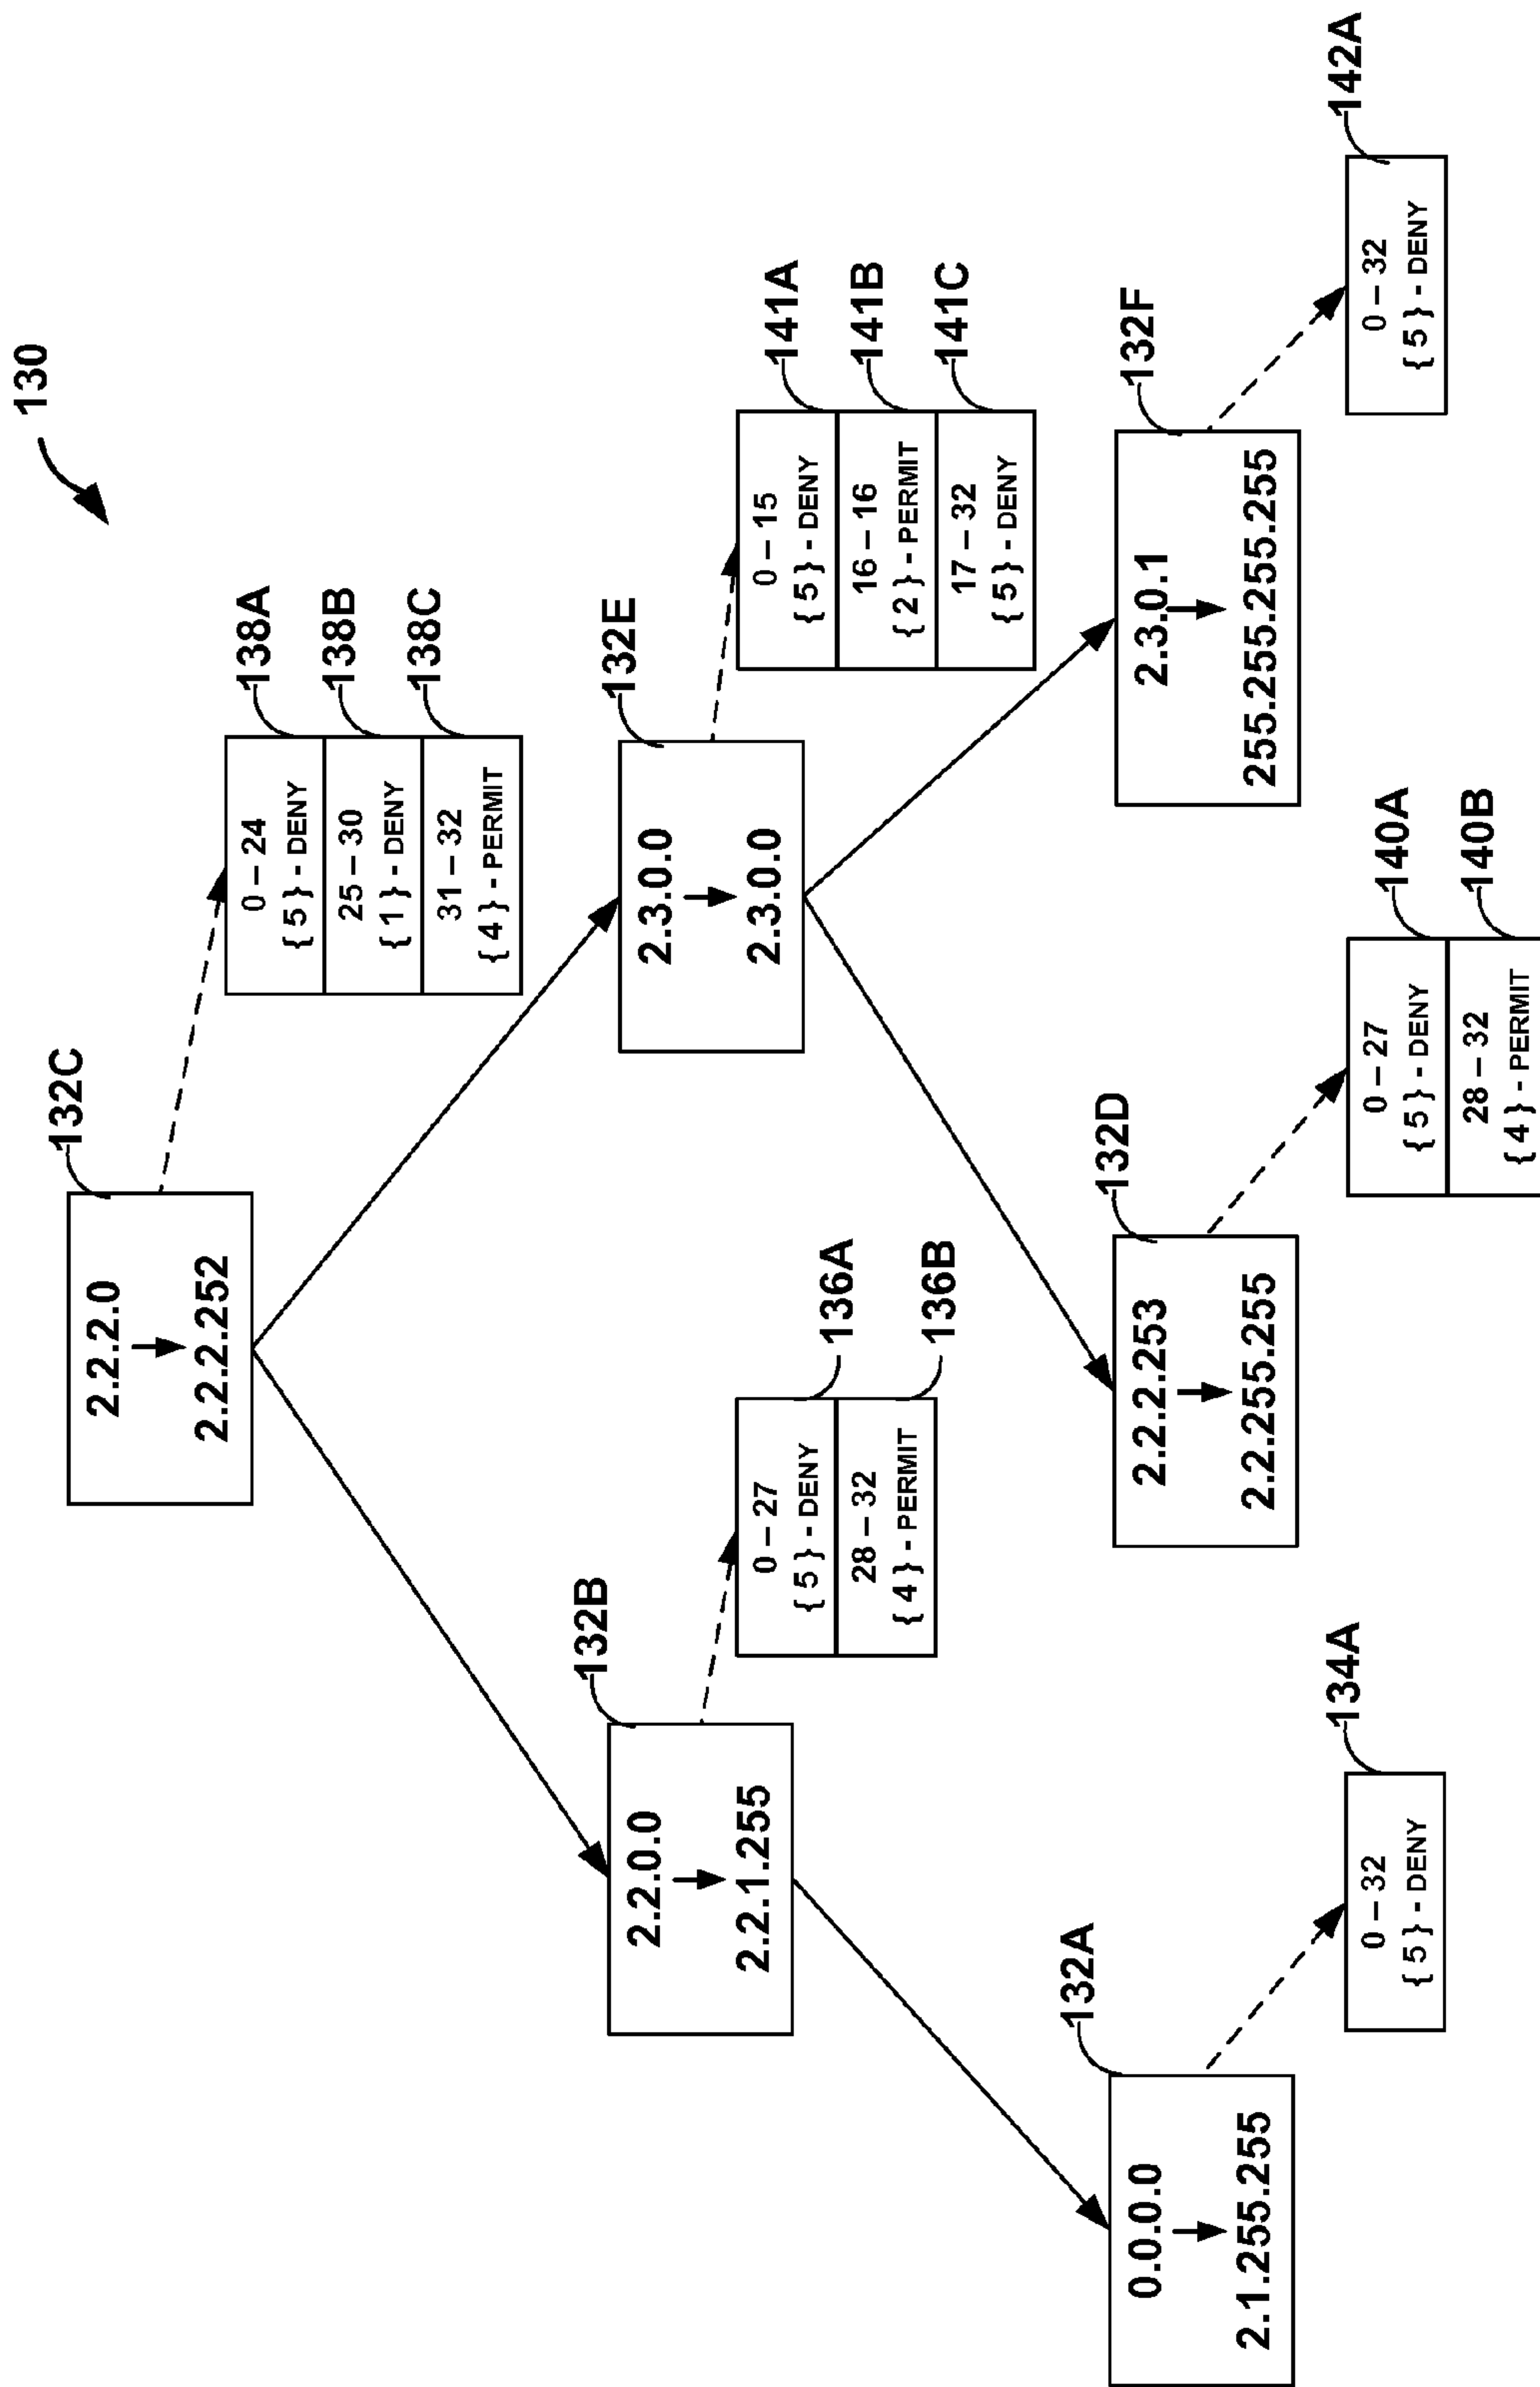 130
132C
2.2.2.0
2.2.2.252
138A
0 – 24
{ 5 } - DENY
138B
25 – 30
{ 1 } - DENY
138C
31 – 32
{ 4 } - PERMIT
132B
2.2.0.0
2.2.1.255
136A
0 – 27
{ 5 } - DENY
136B
28 – 32
{ 4 } - PERMIT
132E
2.3.0.0
2.3.0.0
141A
0 – 15
{ 5 } - DENY
141B
16 – 16
{ 2 } - PERMIT
141C
17 – 32
{ 5 } - DENY
132A
0.0.0.0
2.1.255.255
134A
0 – 32
{ 5 } - DENY
132D
2.2.2.253
2.2.255.255
140A
0 – 27
{ 5 } - DENY
140B
28 – 32
{ 4 } - PERMIT
132F
2.3.0.1
255.255.255.255
142A
0 – 32
{ 5 } - DENY